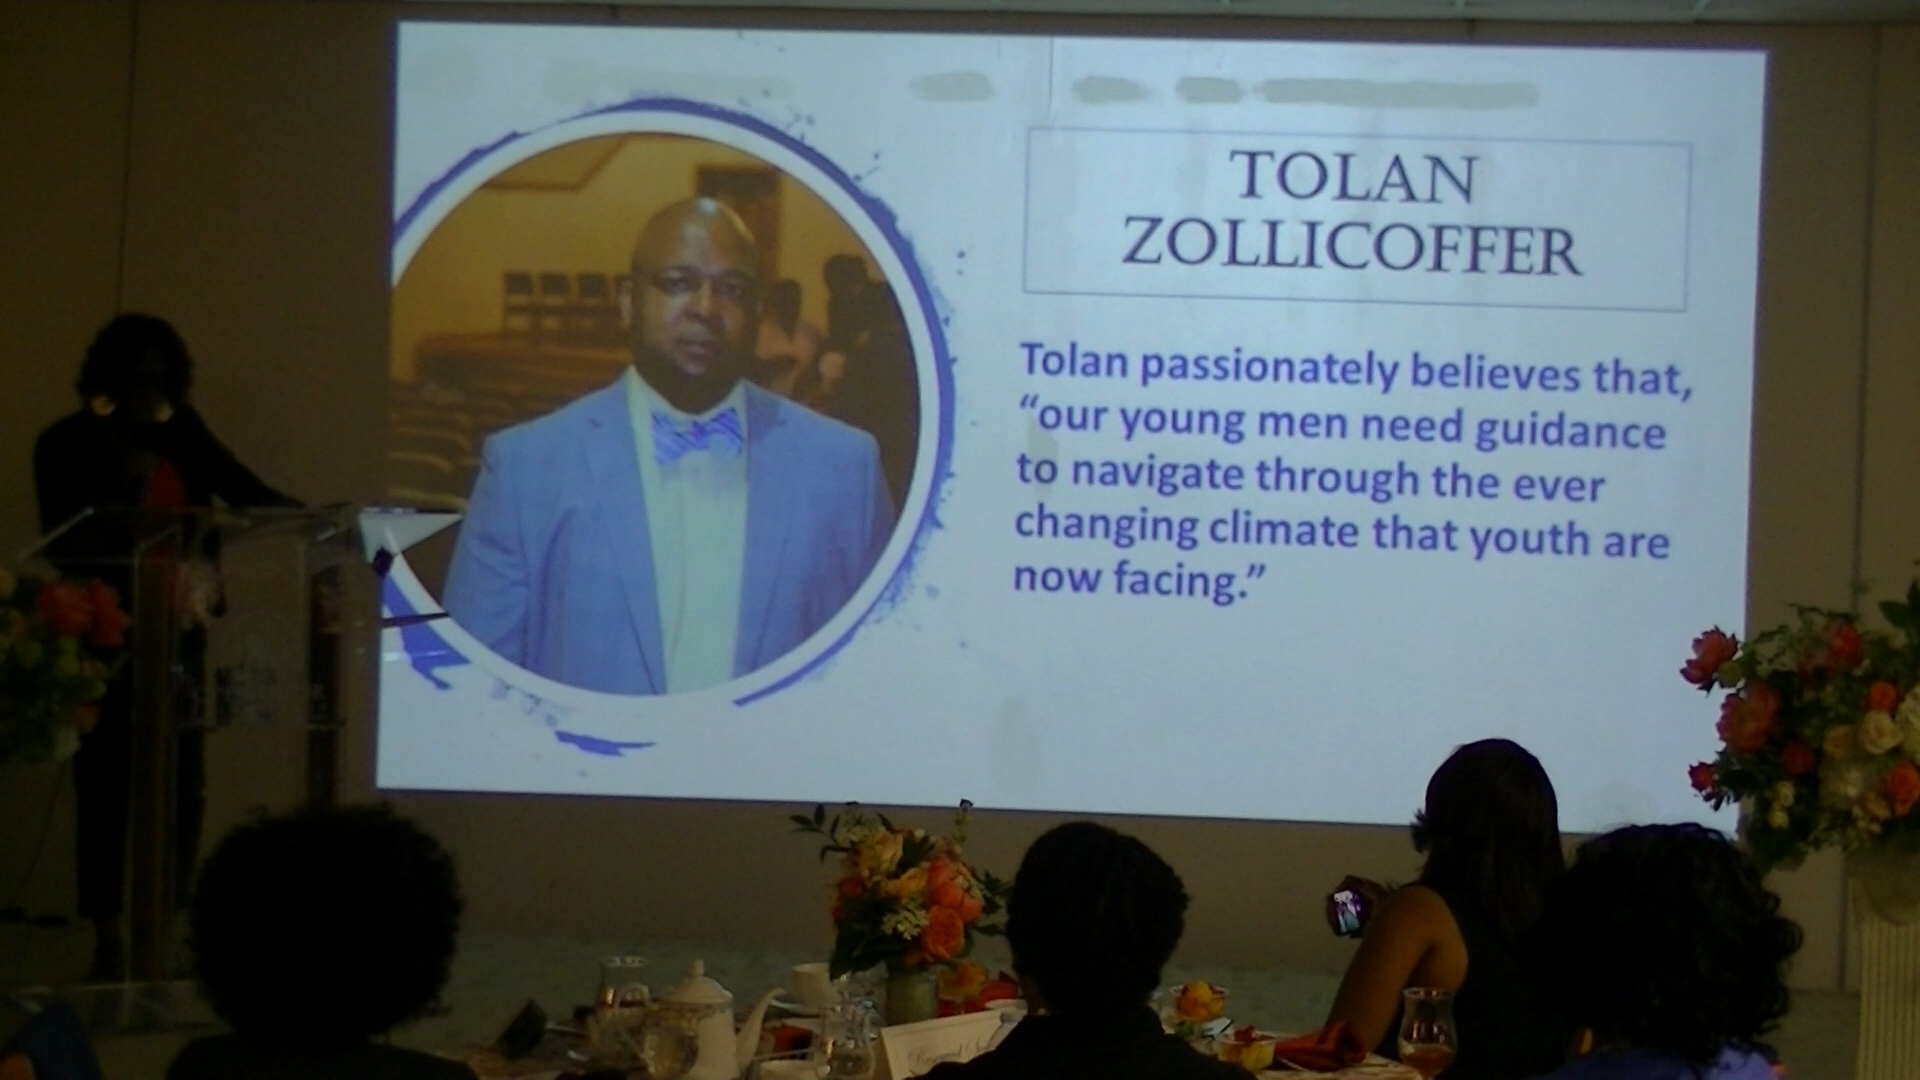 TOLAN
ZOLLICOFFER
Tolan passionately believes that,
“our young men need guidance
to navigate through the ever
changing climate that youth are
now facing.”
Reserved